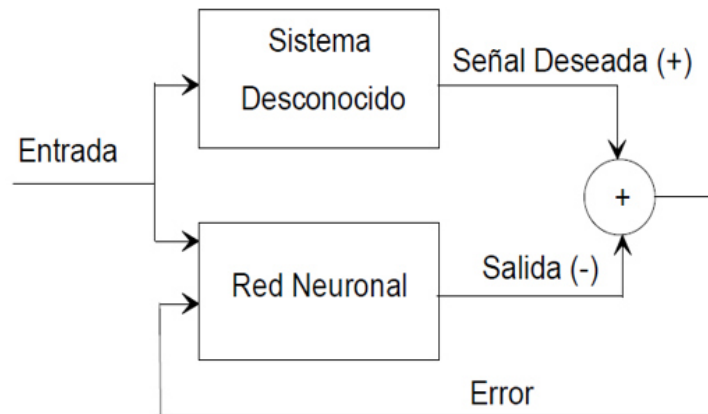 Sistema
Desconocido
Señal Deseada (+)
Entrada
+
Red Neuronal
Salida (-)
Error